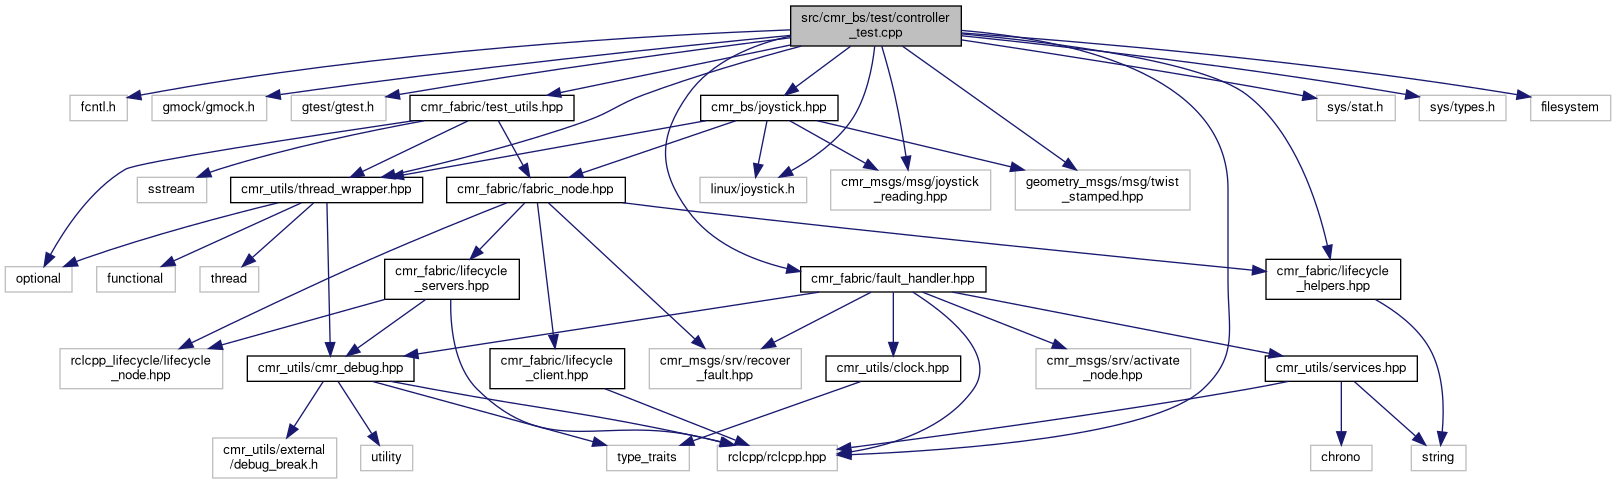 src/cmr_bs/test/controller
_test.cpp
fcntl.h
gmock/gmock.h
gtest/gtest.h
cmr_fabric/test_utils.hpp
cmr_bs/joystick.hpp
sys/stat.h
sys/types.h
filesystem
sstream
cmr_utils/thread_wrapper.hpp
cmr_fabric/fabric_node.hpp
linux/joystick.h
cmr_msgs/msg/joystick
_reading.hpp
geometry_msgs/msg/twist
_stamped.hpp
optional
functional
thread
cmr_fabric/lifecycle
_servers.hpp
cmr_fabric/fault_handler.hpp
cmr_fabric/lifecycle
_helpers.hpp
rclcpp_lifecycle/lifecycle
_node.hpp
cmr_utils/cmr_debug.hpp
cmr_fabric/lifecycle
_client.hpp
cmr_msgs/srv/recover
_fault.hpp
cmr_utils/clock.hpp
cmr_msgs/srv/activate
_node.hpp
cmr_utils/services.hpp
cmr_utils/external
/debug_break.h
utility
type_traits
rclcpp/rclcpp.hpp
chrono
string